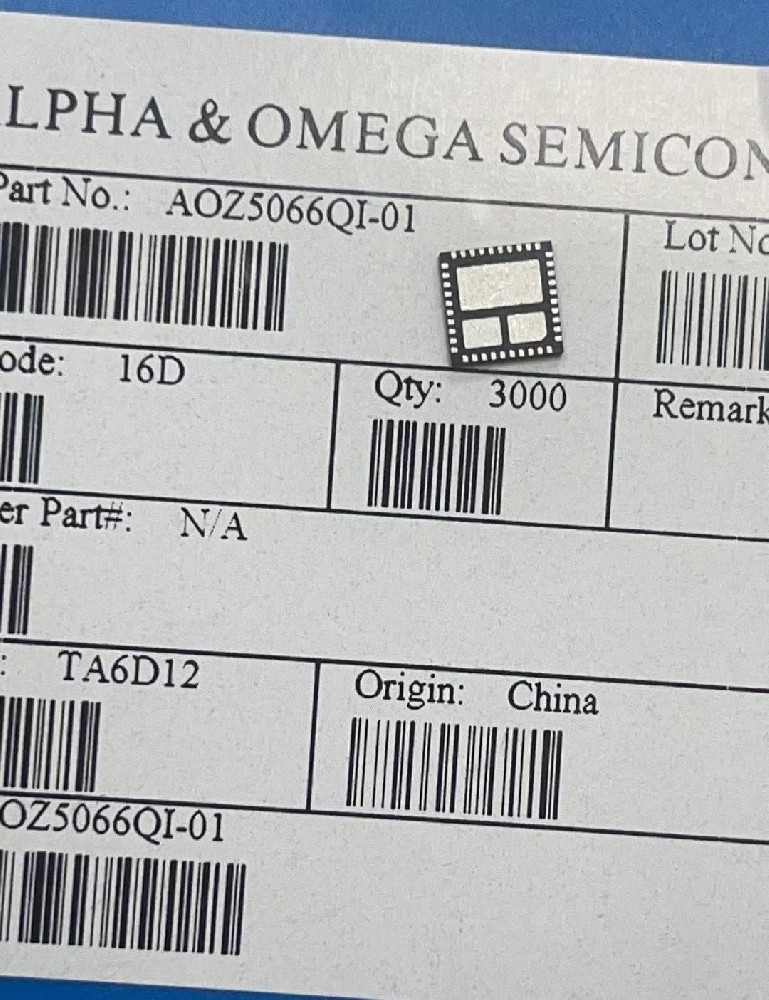 LPHA & OMEGA SEMICON
Part No.: AOZ5066QI-01
Lot No
ode: 16D
Qty: 3000
Remark
er Part#: N/A
: TA6D12
Origin: China
OZ5066QI-01